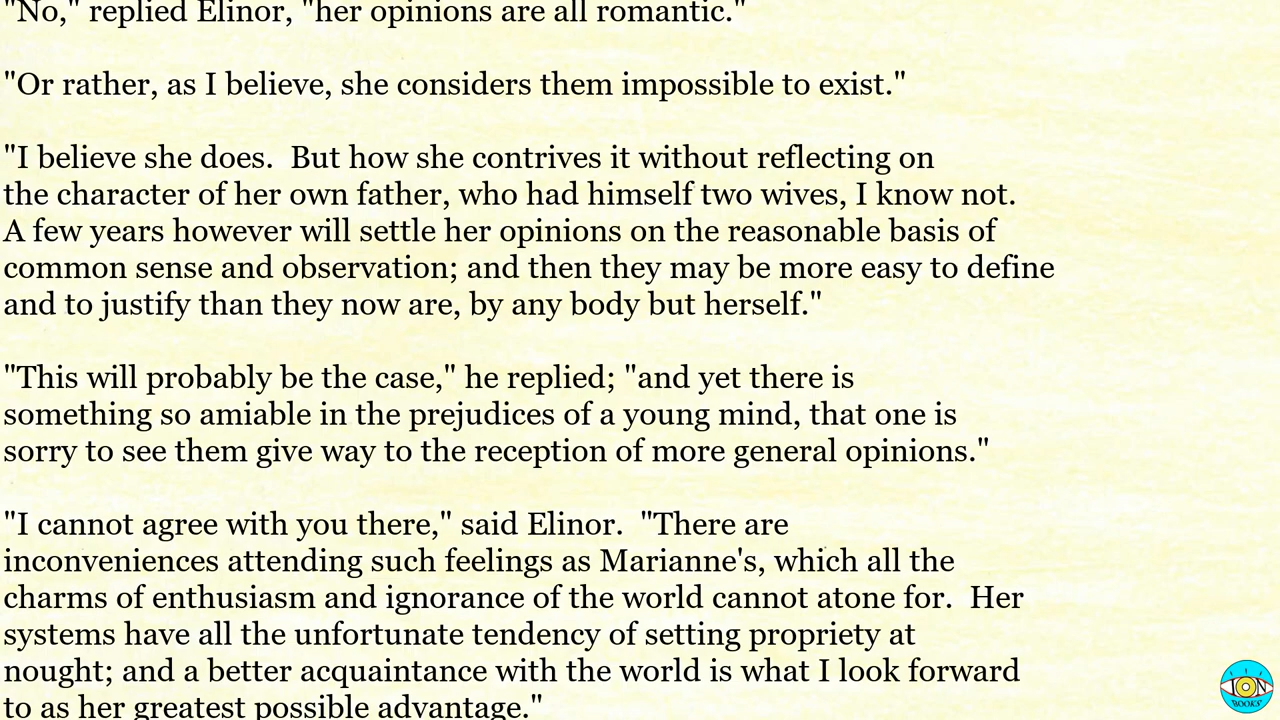 "No," replied Elinor, "her opinions are all romantic."
"Or rather, as I believe, she considers them impossible to exist."
"I believe she does.  But how she contrives it without reflecting on
the character of her own father, who had himself two wives, I know not.
A few years however will settle her opinions on the reasonable basis of
common sense and observation; and then they may be more easy to define
and to justify than they now are, by any body but herself."
"This will probably be the case," he replied; "and yet there is
something so amiable in the prejudices of a young mind, that one is
sorry to see them give way to the reception of more general opinions."
"I cannot agree with you there," said Elinor.  "There are
inconveniences attending such feelings as Marianne's, which all the
charms of enthusiasm and ignorance of the world cannot atone for.  Her
systems have all the unfortunate tendency of setting propriety at
nought; and a better acquaintance with the world is what I look forward
to as her greatest possible advantage."
ION
BOOKS